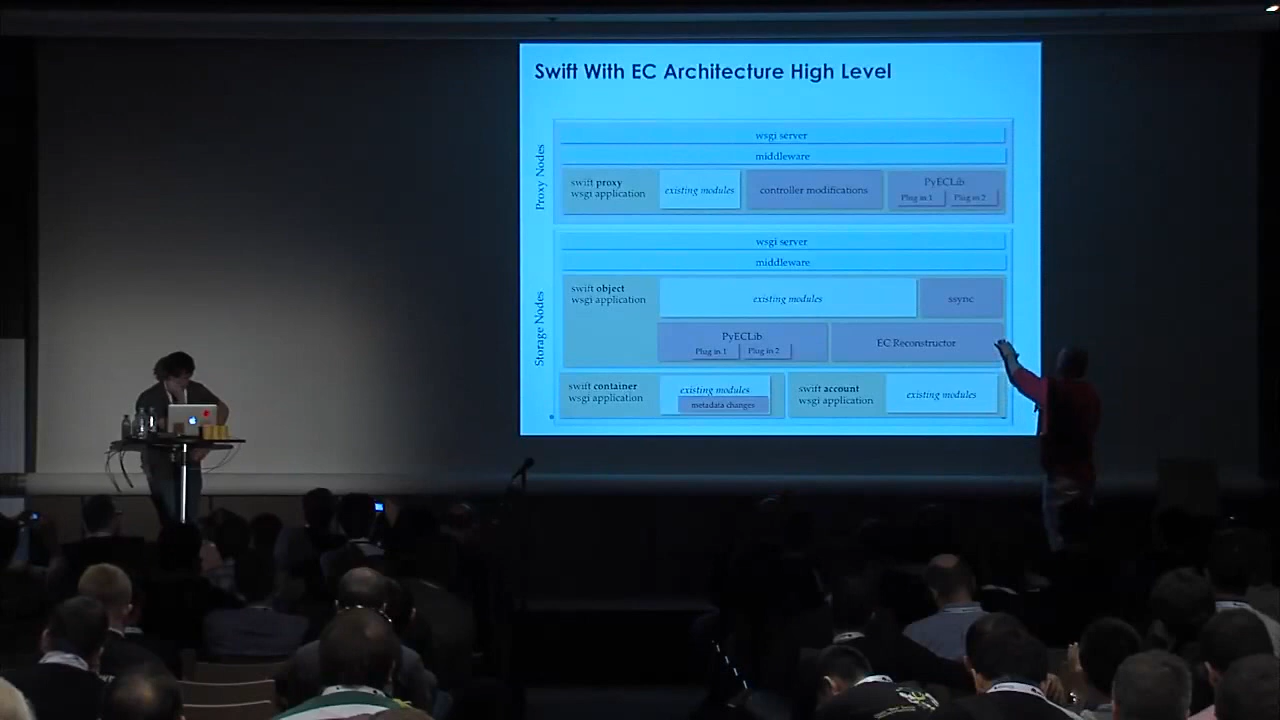 Swift With EC Architecture High Level
Proxy Nodes
wsgi server
middleware
swift proxy
wsgi application
existing modules
controller modifications
PyECLib
Plug in 1
Plug in 2
Storage Nodes
wsgi server
middleware
swift object
wsgi application
existing modules
ssync
PyECLib
Plug in 1
Plug in 2
EC Reconstructor
swift container
wsgi application
existing modules
metadata changes
swift account
wsgi application
existing modules